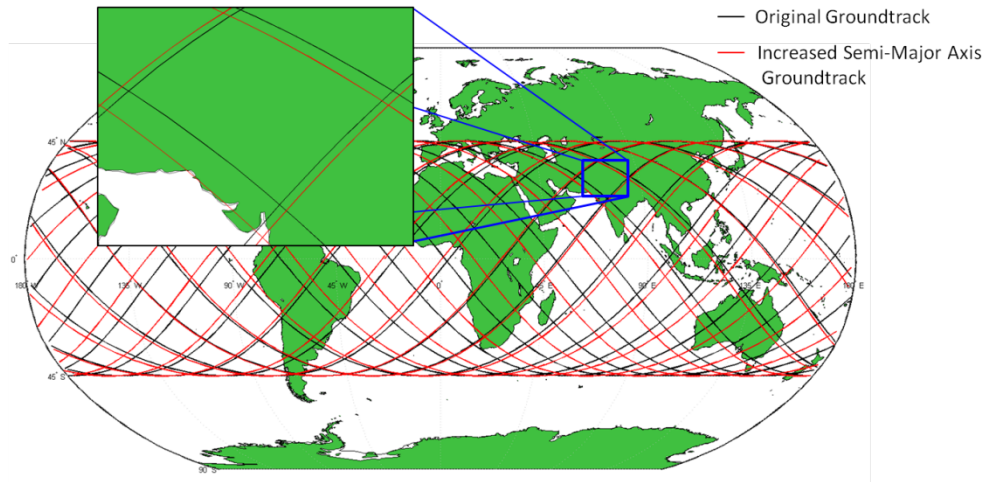 Original Groundtrack
Increased Semi-Major Axis
Groundtrack
45° N
0°
180° W
135° W
90° W
45° W
0°
45° E
90° E
135° E
180° E
45° S
90° S